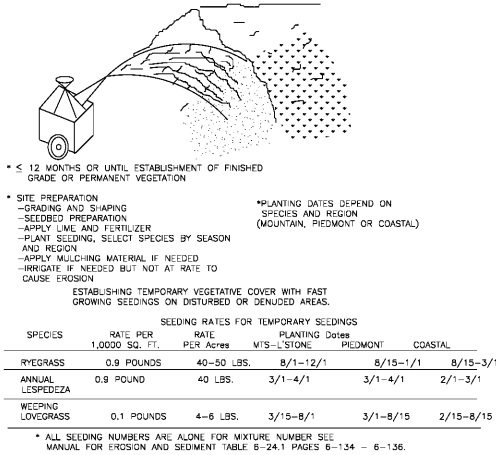 * ≤ 12 MONTHS OR UNTIL ESTABLISHMENT OF FINISHED
GRADE OR PERMANENT VEGETATION
* SITE PREPARATION
-GRADING AND SHAPING
-SEEDBED PREPARATION
-APPLY LIME AND FERTILIZER
-PLANT SEEDING, SELECT SPECIES BY SEASON
AND REGION
-APPLY MULCHING MATERIAL IF NEEDED
-IRRIGATE IF NEEDED BUT NOT AT RATE TO
CAUSE EROSION
*PLANTING DATES DEPEND ON
SPECIES AND REGION
(MOUNTAIN, PIEDMONT OR COASTAL)
ESTABLISHING TEMPORARY VEGETATIVE COVER WITH FAST
GROWING SEEDINGS ON DISTURBED OR DENUDED AREAS.
SEEDING RATES FOR TEMPORARY SEEDINGS
SPECIES RATE PER RATE PLANTING Dates
1,0000 SQ. FT. PER Acres MTS-L'STONE PIEDMONT COASTAL
RYEGRASS 0.9 POUNDS 40-50 LBS. 8/1-12/1 8/15-1/1 8/15-3/1
ANNUAL 0.9 POUND 40 LBS. 3/1-4/1 3/1-4/1 2/1-3/1
LESPEDEZA
WEEPING
LOVEGRASS 0.1 POUNDS 4-6 LBS. 3/15-8/1 3/1-8/15 2/15-8/15
* ALL SEEDING NUMBERS ARE ALONE FOR MIXTURE NUMBER SEE
MANUAL FOR EROSION AND SEDIMENT TABLE 6-24.1 PAGES 6-134 - 6-136.